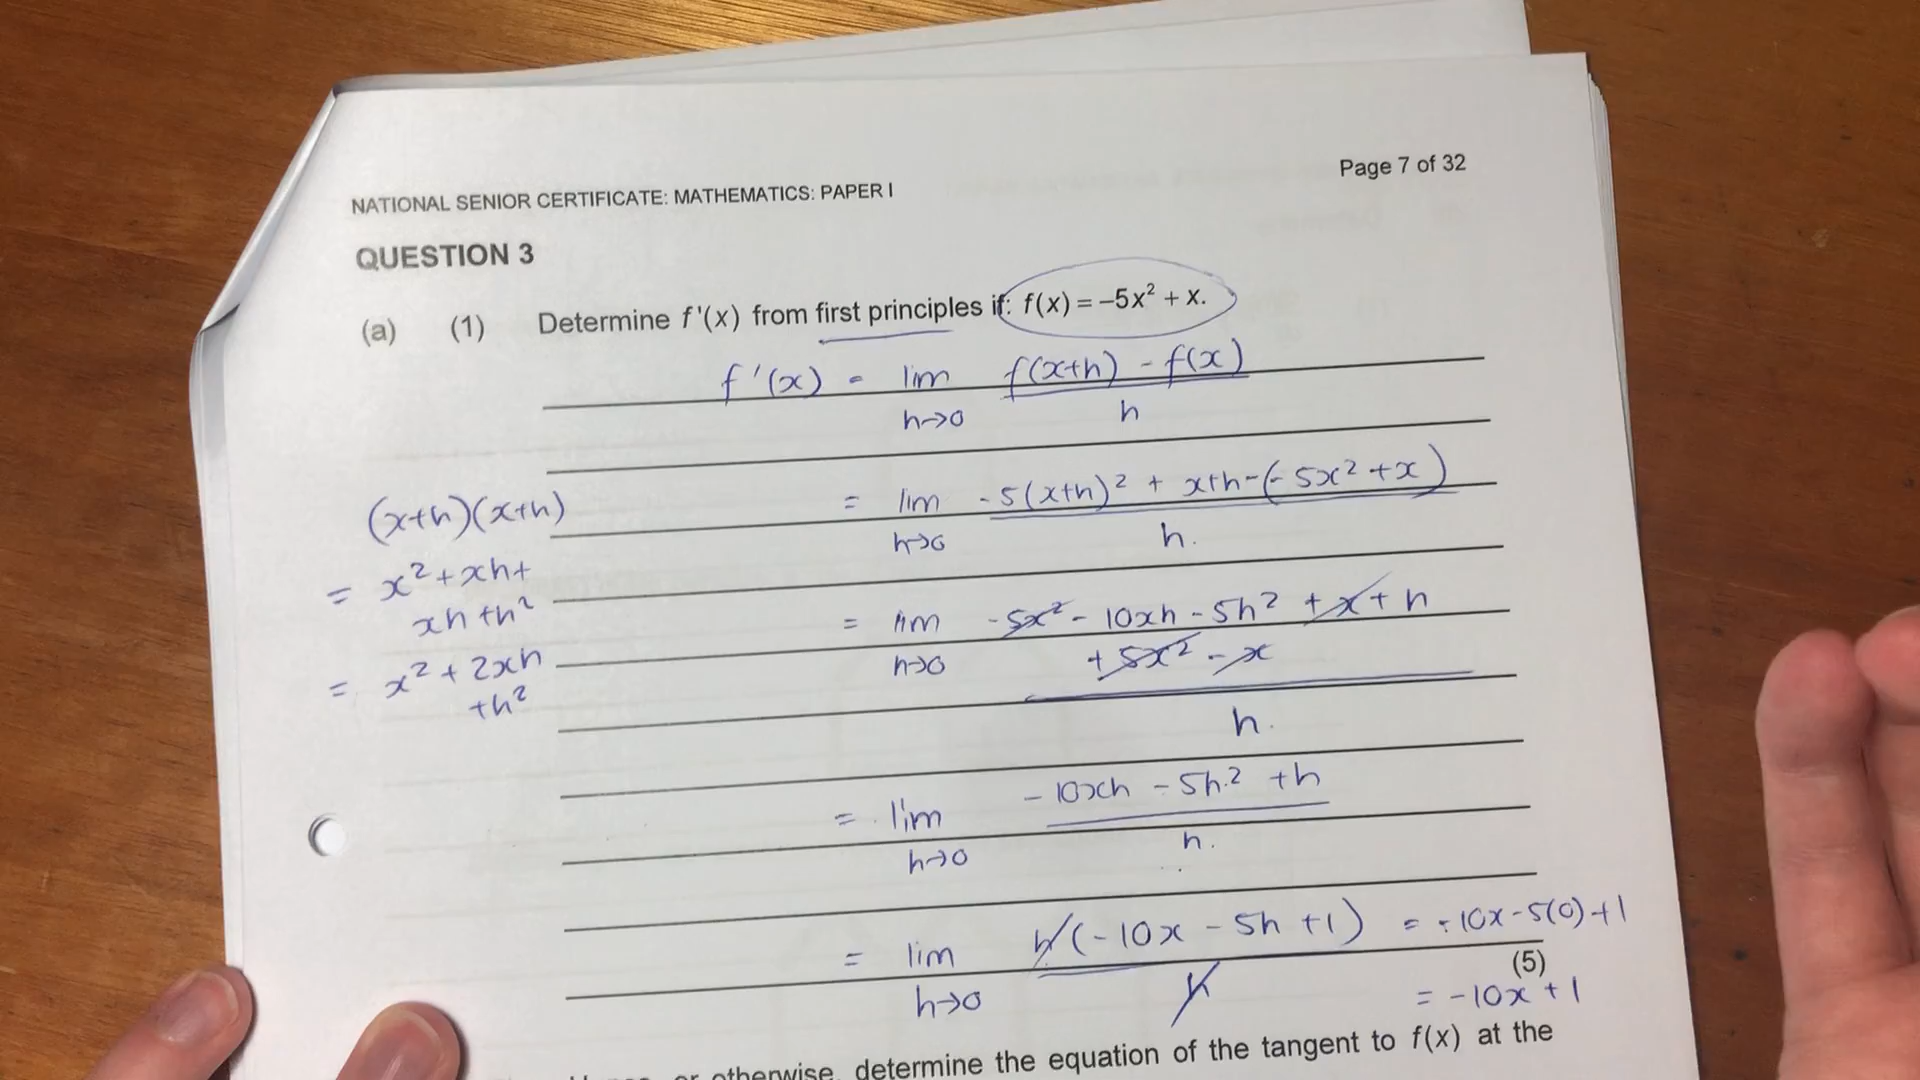 Page 7 of 32
NATIONAL SENIOR CERTIFICATE: MATHEMATICS: PAPER I
QUESTION 3
(a) (1) Determine f'(x) from first principles if: f(x) = –5x² + x.
f'(x) = lim f(x+h) - f(x)
h→0 h
= lim -5(x+h)² + x+h-(-5x²+x)
h→0 h.
(x+h)(x+h)
= x²+xh+
xh+h²
= x²+2xh
+h²
= lim -5x² - 10xh - 5h² + x + h
h→0 + 5x² - x
h.
= lim -10xh - 5h² + h
h→0 h.
= lim h(-10x - 5h +1) = -10x-5(0)+1
h→0 h
(5)
= -10x+1
or otherwise, determine the equation of the tangent to f(x) at the